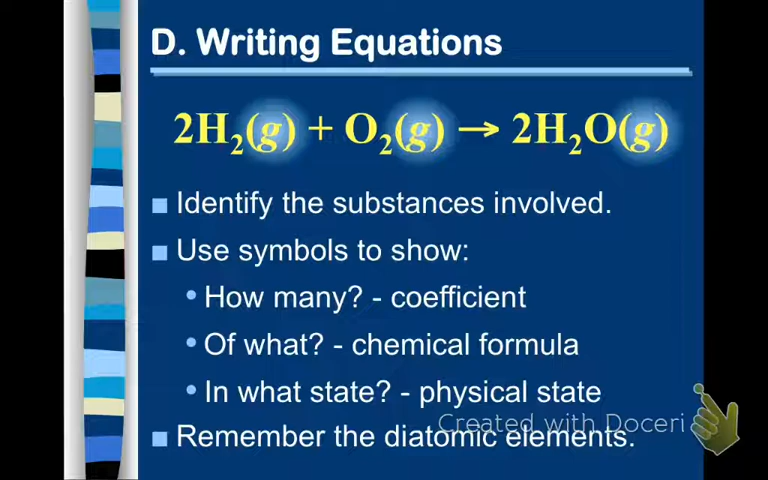 D. Writing Equations
2H₂(g) + O₂(g) → 2H₂O(g)
■ Identify the substances involved.
■ Use symbols to show:
• How many? - coefficient
• Of what? - chemical formula
• In what state? - physical state
Created with Doceri
■ Remember the diatomic elements.